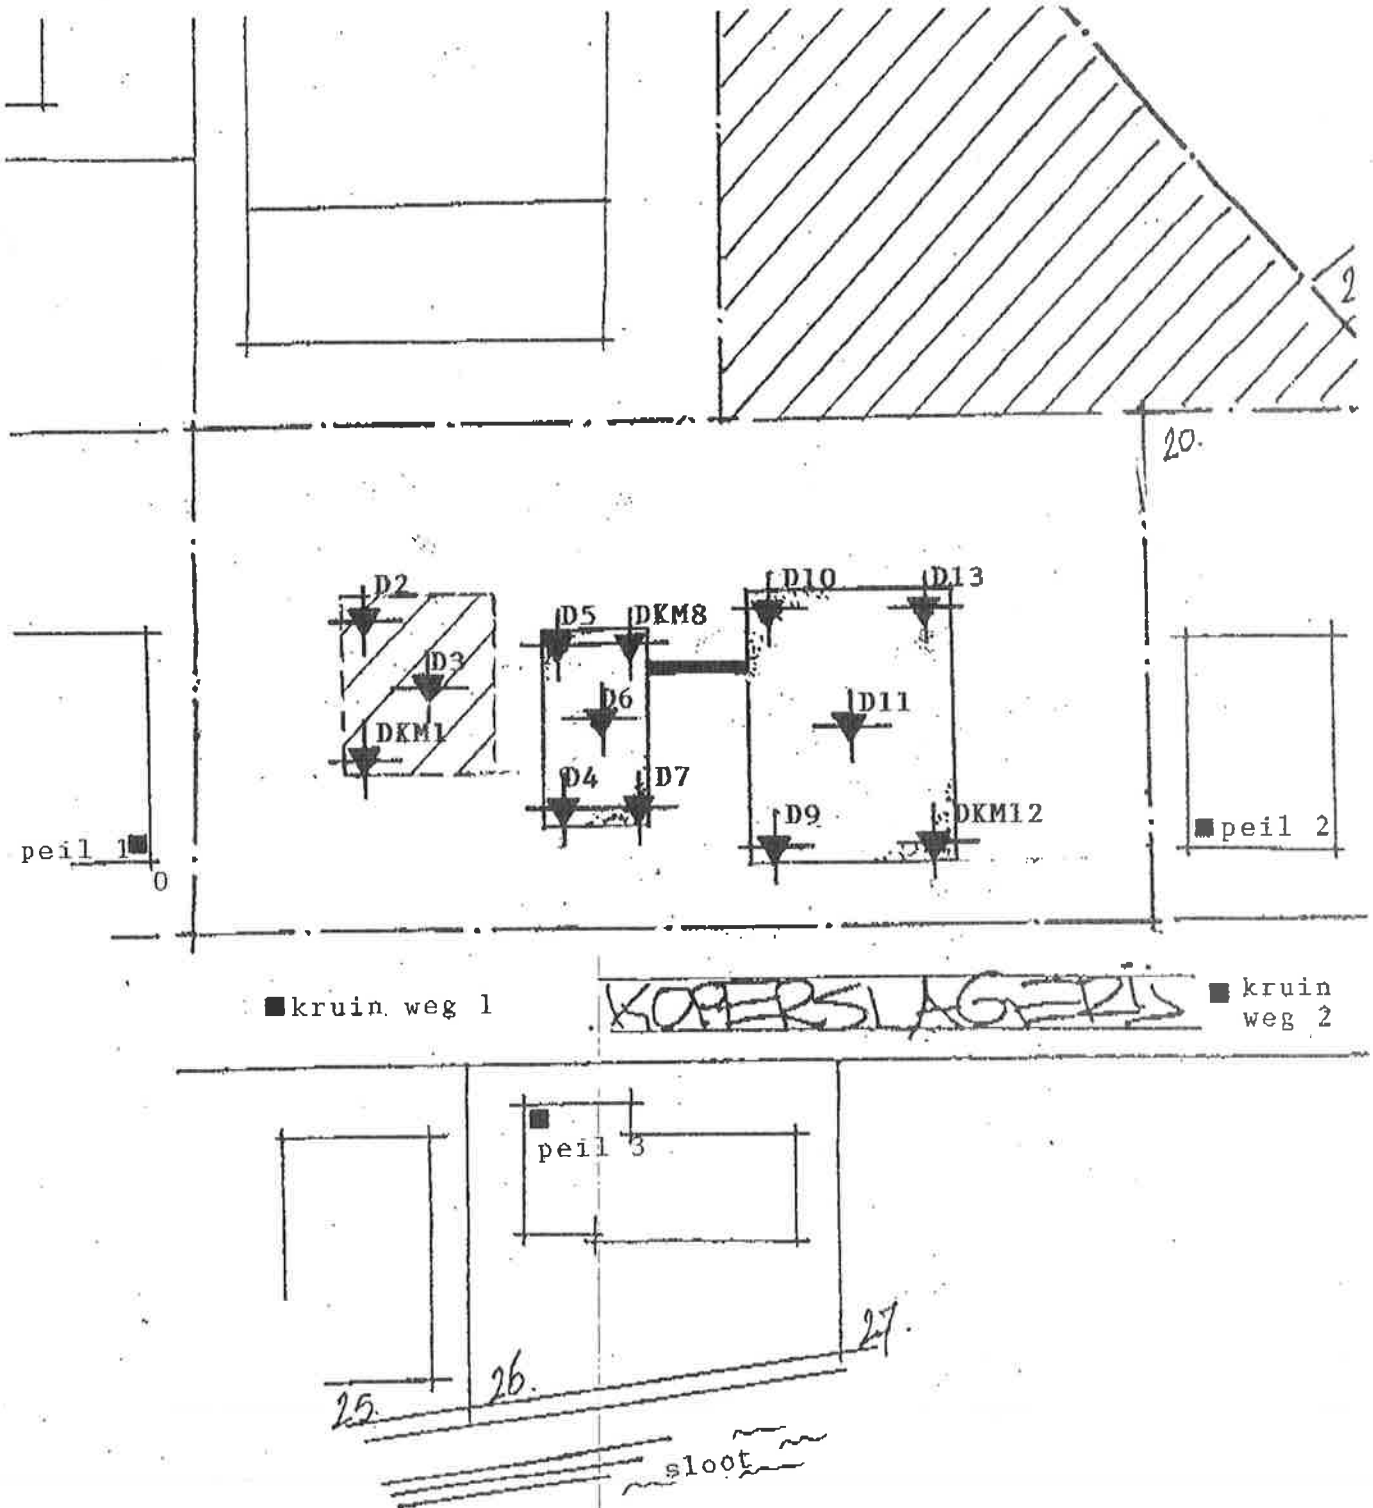 2
20.
D2
D10
D13
D5
DKM8
D3
D6
D11
DKM1
D4
D7
D9
DKM12
peil 1
peil 2
0
kruin weg 1
KOPERSLAGERIJ
kruin
weg 2
peil 3
27.
26.
25.
sloot